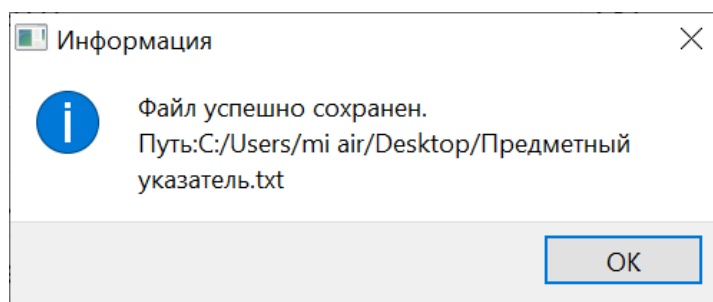 Информация
Файл успешно сохранен.
Путь:C:/Users/mi air/Desktop/Предметный
указатель.txt
OK